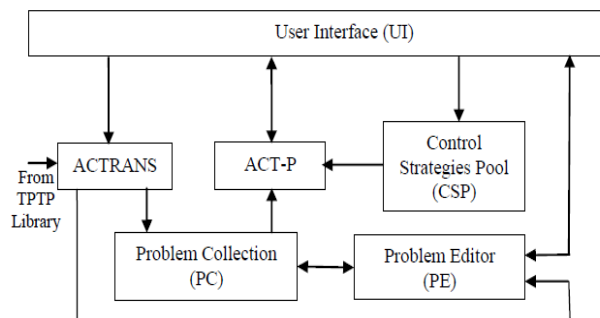 User Interface (UI)
ACTRANS
ACT-P
Control
Strategies Pool
(CSP)
From
TPTP
Library
Problem Collection
(PC)
Problem Editor
(PE)